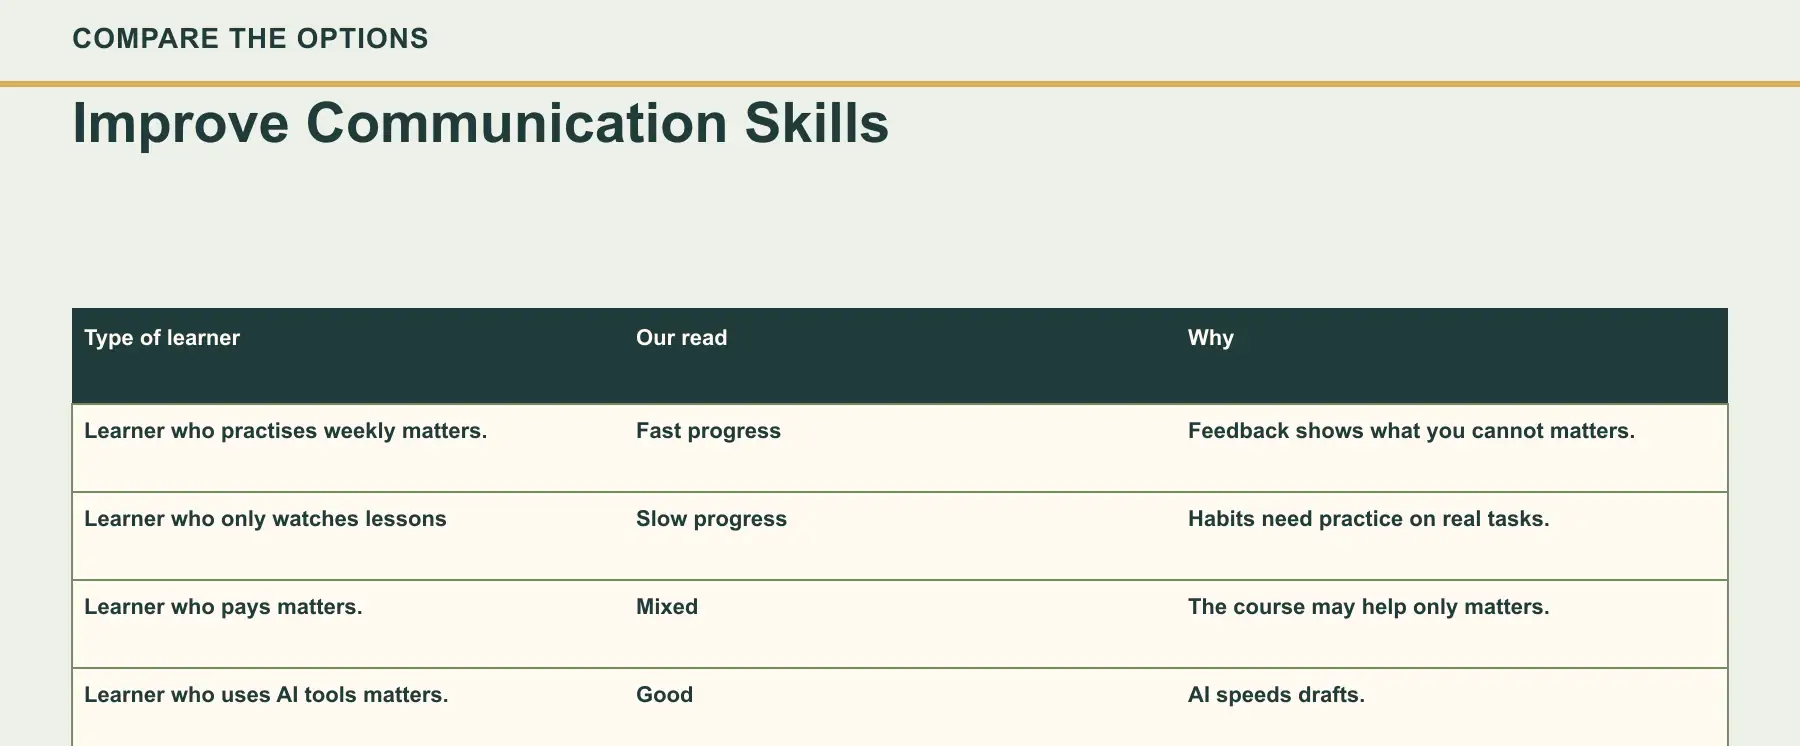 COMPARE THE OPTIONS
Improve Communication Skills
Type of learner Our read Why
Learner who practises weekly matters. Fast progress Feedback shows what you cannot matters.
Learner who only watches lessons Slow progress Habits need practice on real tasks.
Learner who pays matters. Mixed The course may help only matters.
Learner who uses AI tools matters. Good AI speeds drafts.